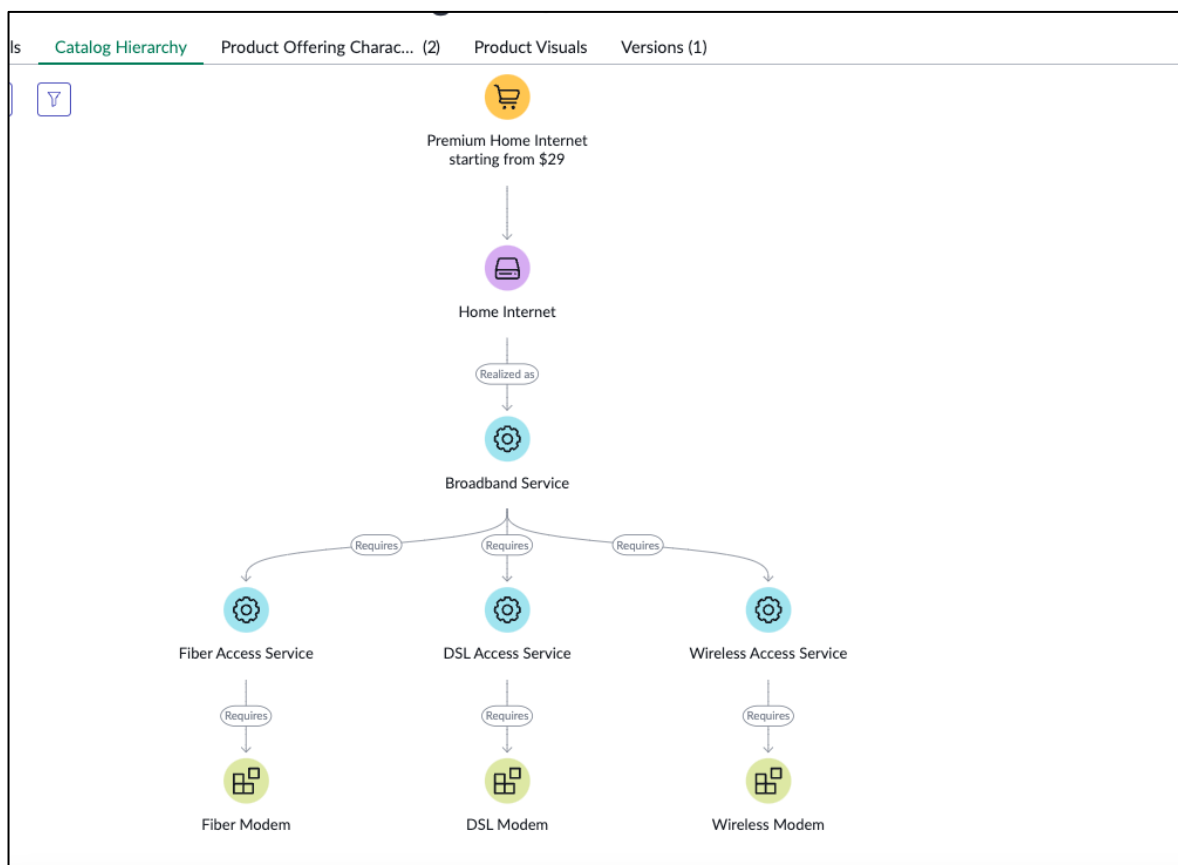 ls Catalog Hierarchy Product Offering Charac... (2) Product Visuals Versions (1)
Premium Home Internet
starting from $29
Home Internet
Realized as
Broadband Service
Requires Requires Requires
Fiber Access Service DSL Access Service Wireless Access Service
Requires Requires Requires
Fiber Modem DSL Modem Wireless Modem